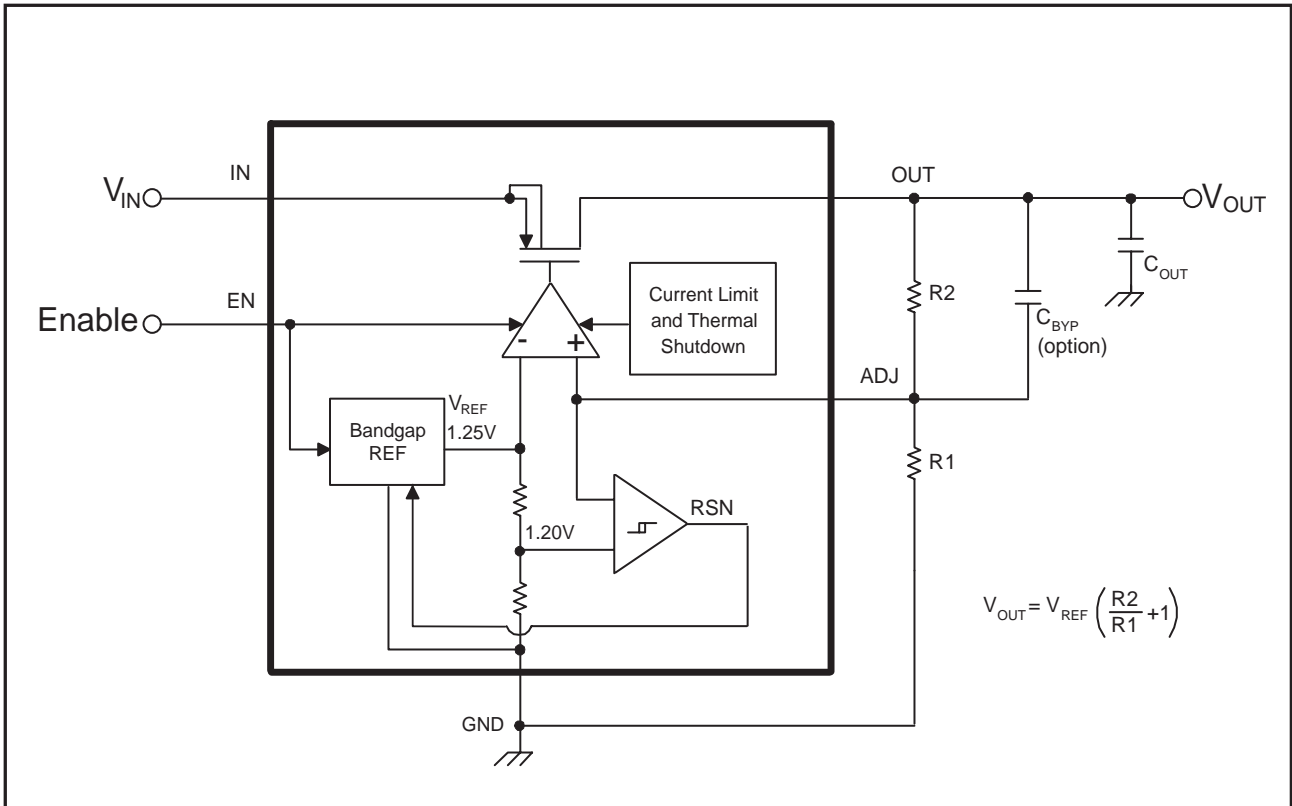 IN
OUT
V_IN
V_OUT
C_OUT
EN
Current Limit
and Thermal
Shutdown
R2
C_BYP
(option)
Enable
-
+
ADJ
V_REF
1.25V
Bandgap
REF
R1
RSN
1.20V
V_OUT = V_REF (R2/R1 +1)
GND